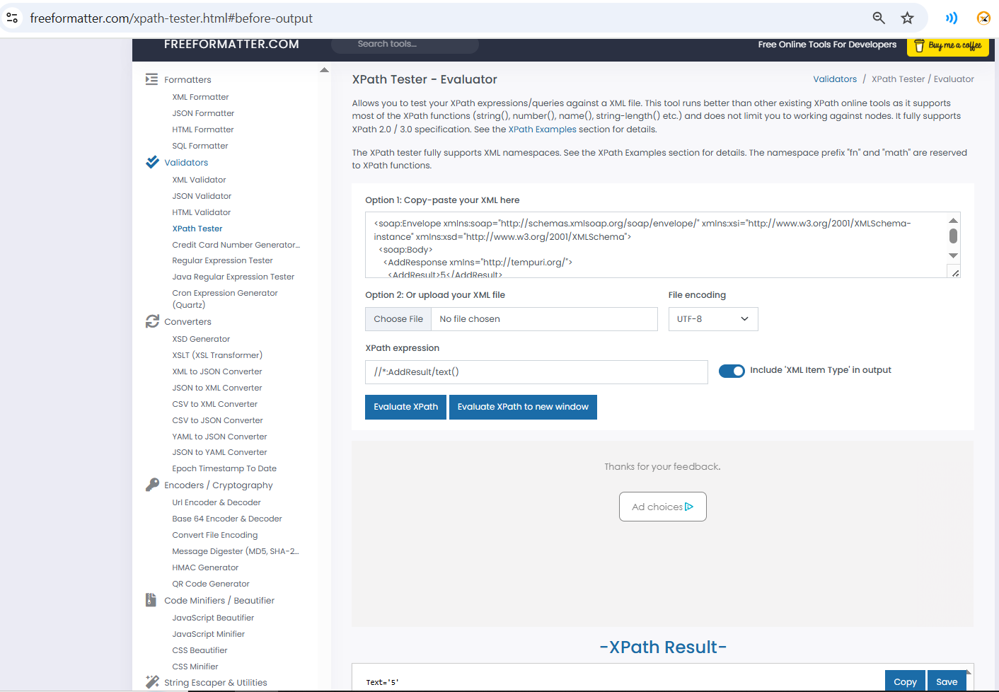 freeformatter.com/xpath-tester.html#before-output
FREEFORMATTER.COM
Search tools...
Free Online Tools For Developers
Buy me a coffee
Formatters
XML Formatter
JSON Formatter
HTML Formatter
SQL Formatter
Validators
XML Validator
JSON Validator
HTML Validator
XPath Tester
Credit Card Number Generator...
Regular Expression Tester
Java Regular Expression Tester
Cron Expression Generator
(Quartz)
Converters
XSD Generator
XSLT (XSL Transformer)
XML to JSON Converter
JSON to XML Converter
CSV to XML Converter
CSV to JSON Converter
YAML to JSON Converter
JSON to YAML Converter
Epoch Timestamp To Date
Encoders / Cryptography
Url Encoder & Decoder
Base 64 Encoder & Decoder
Convert File Encoding
Message Digester (MD5, SHA-2...
HMAC Generator
QR Code Generator
Code Minifiers / Beautifier
JavaScript Beautifier
JavaScript Minifier
CSS Beautifier
CSS Minifier
String Escaper & Utilities
XPath Tester - Evaluator
Validators / XPath Tester / Evaluator
Allows you to test your XPath expressions/queries against a XML file. This tool runs better than other existing XPath online tools as it supports
most of the XPath functions (string(), number(), name(), string-length() etc.) and does not limit you to working against nodes. It fully supports
XPath 2.0 / 3.0 specification. See the XPath Examples section for details.
The XPath tester fully supports XML namespaces. See the XPath Examples section for details. The namespace prefix "fn" and "math" are reserved
to XPath functions.
Option 1: Copy-paste your XML here
<soap:Envelope xmlns:soap="http://schemas.xmlsoap.org/soap/envelope/" xmlns:xsi="http://www.w3.org/2001/XMLSchema-
instance" xmlns:xsd="http://www.w3.org/2001/XMLSchema">
<soap:Body>
<AddResponse xmlns="http://tempuri.org/">
<AddResult>5</AddResult>
Option 2: Or upload your XML file
File encoding
Choose File
No file chosen
UTF-8
XPath expression
//*:AddResult/text()
Include 'XML Item Type' in output
Evaluate XPath
Evaluate XPath to new window
Thanks for your feedback.
Ad choices
-XPath Result-
Text='5'
Copy
Save